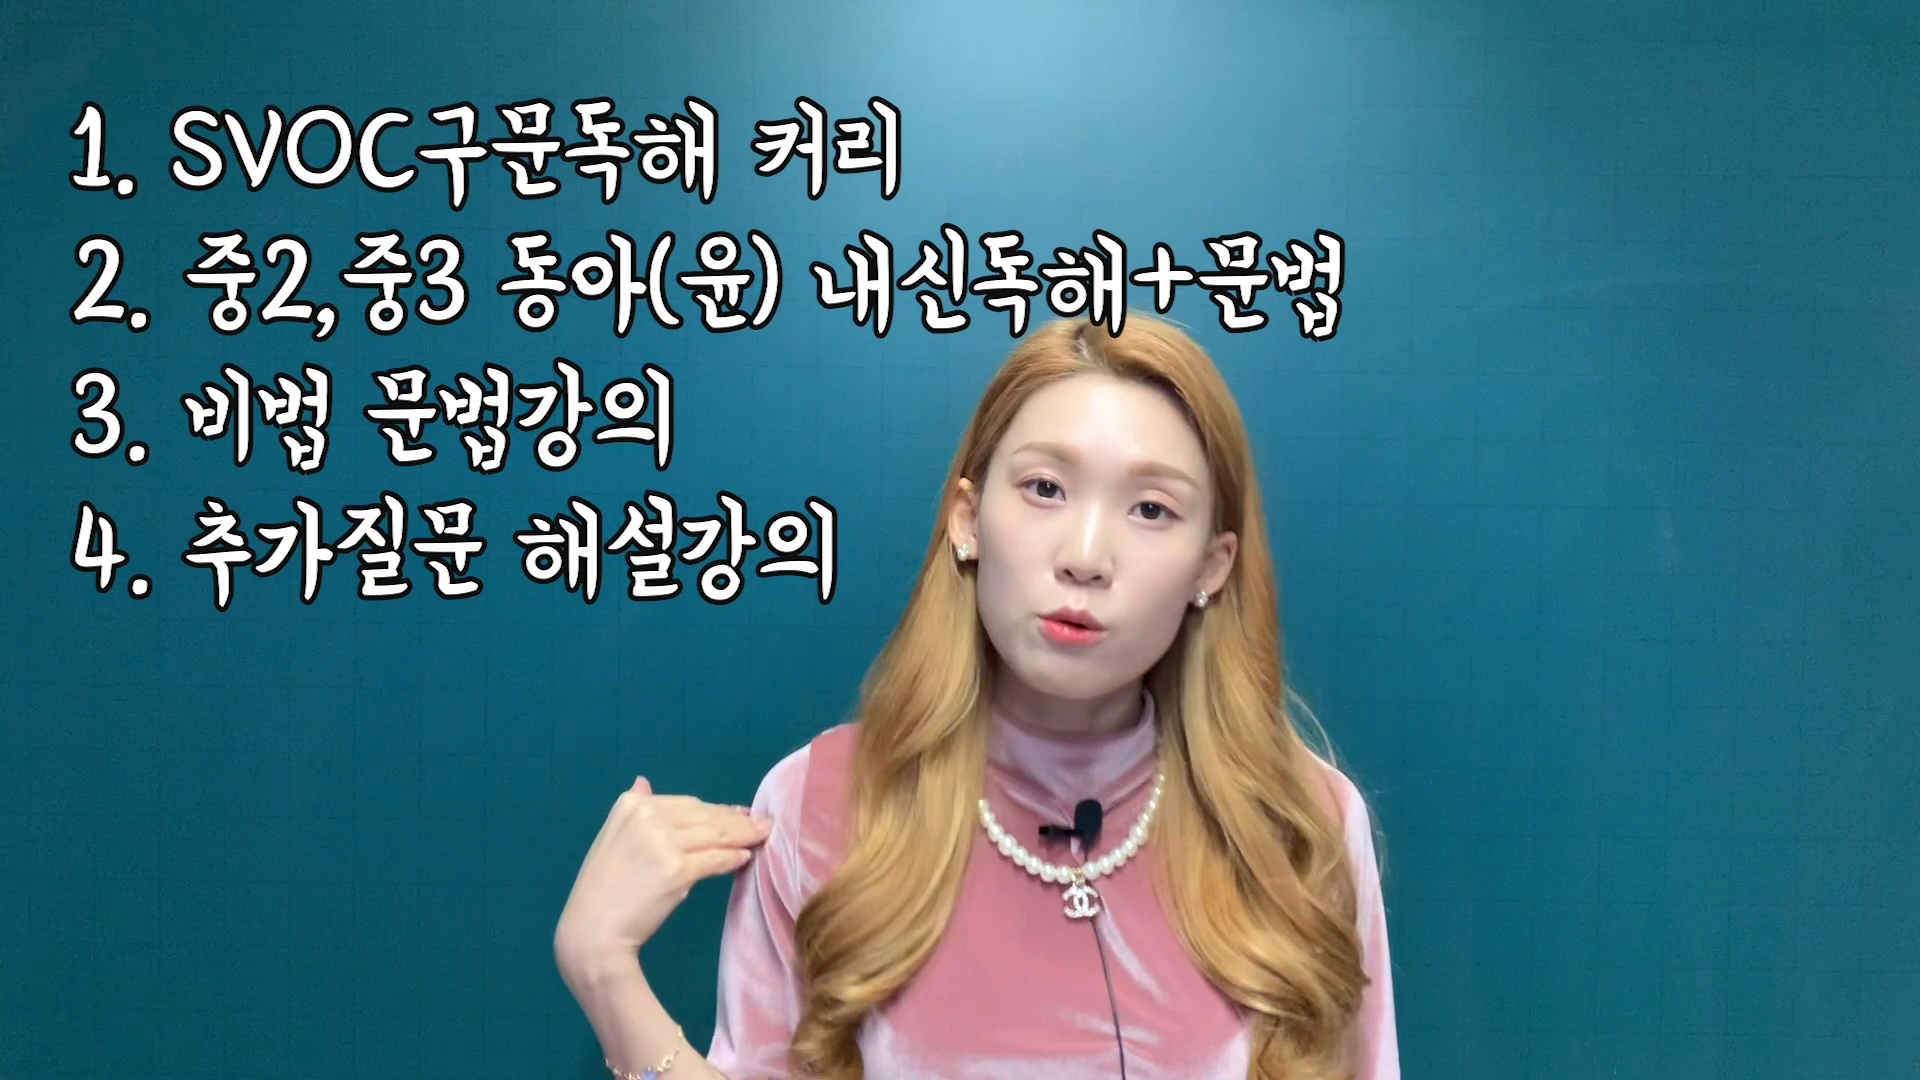 1. SVOC구문독해 커리
2. 중2,중3 동아(윤) 내신독해+문법
3. 비법 문법강의
4. 추가질문 해설강의